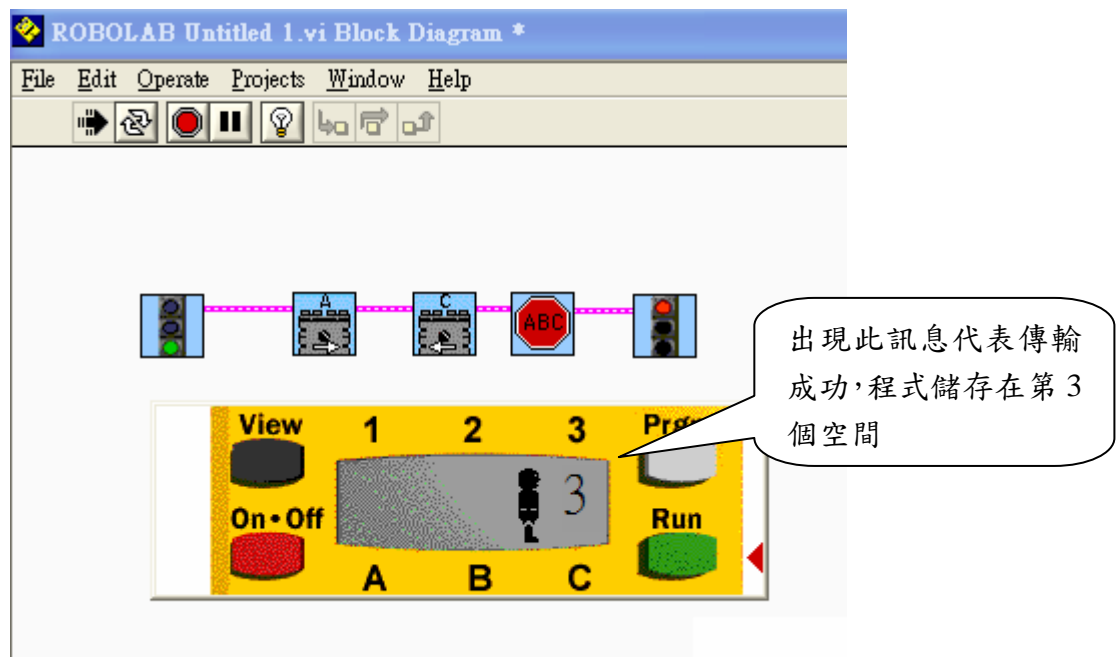 ROBOLAB Untitled 1.vi Block Diagram *
File Edit Operate Projects Window Help
A C ABC
出現此訊息代表傳輸
成功,程式儲存在第 3
個空間
View 1 2 3
3
On•Off Run
A B C